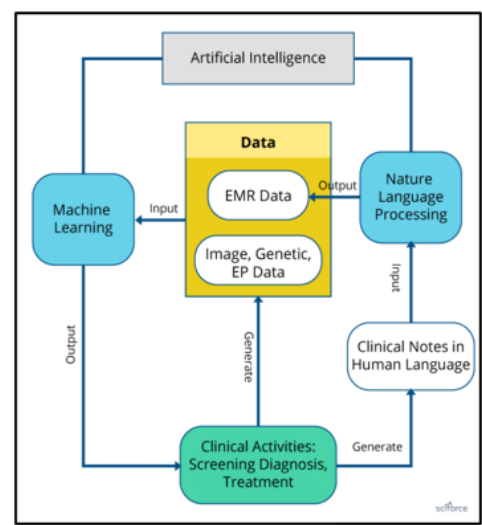 Artificial Intelligence
Data
EMR Data
Output
Nature
Language
Processing
Machine
Learning
Input
Image, Genetic,
EP Data
Input
Output
Generate
Clinical Notes in
Human Language
Clinical Activities:
Screening Diagnosis,
Treatment
Generate
sciforce